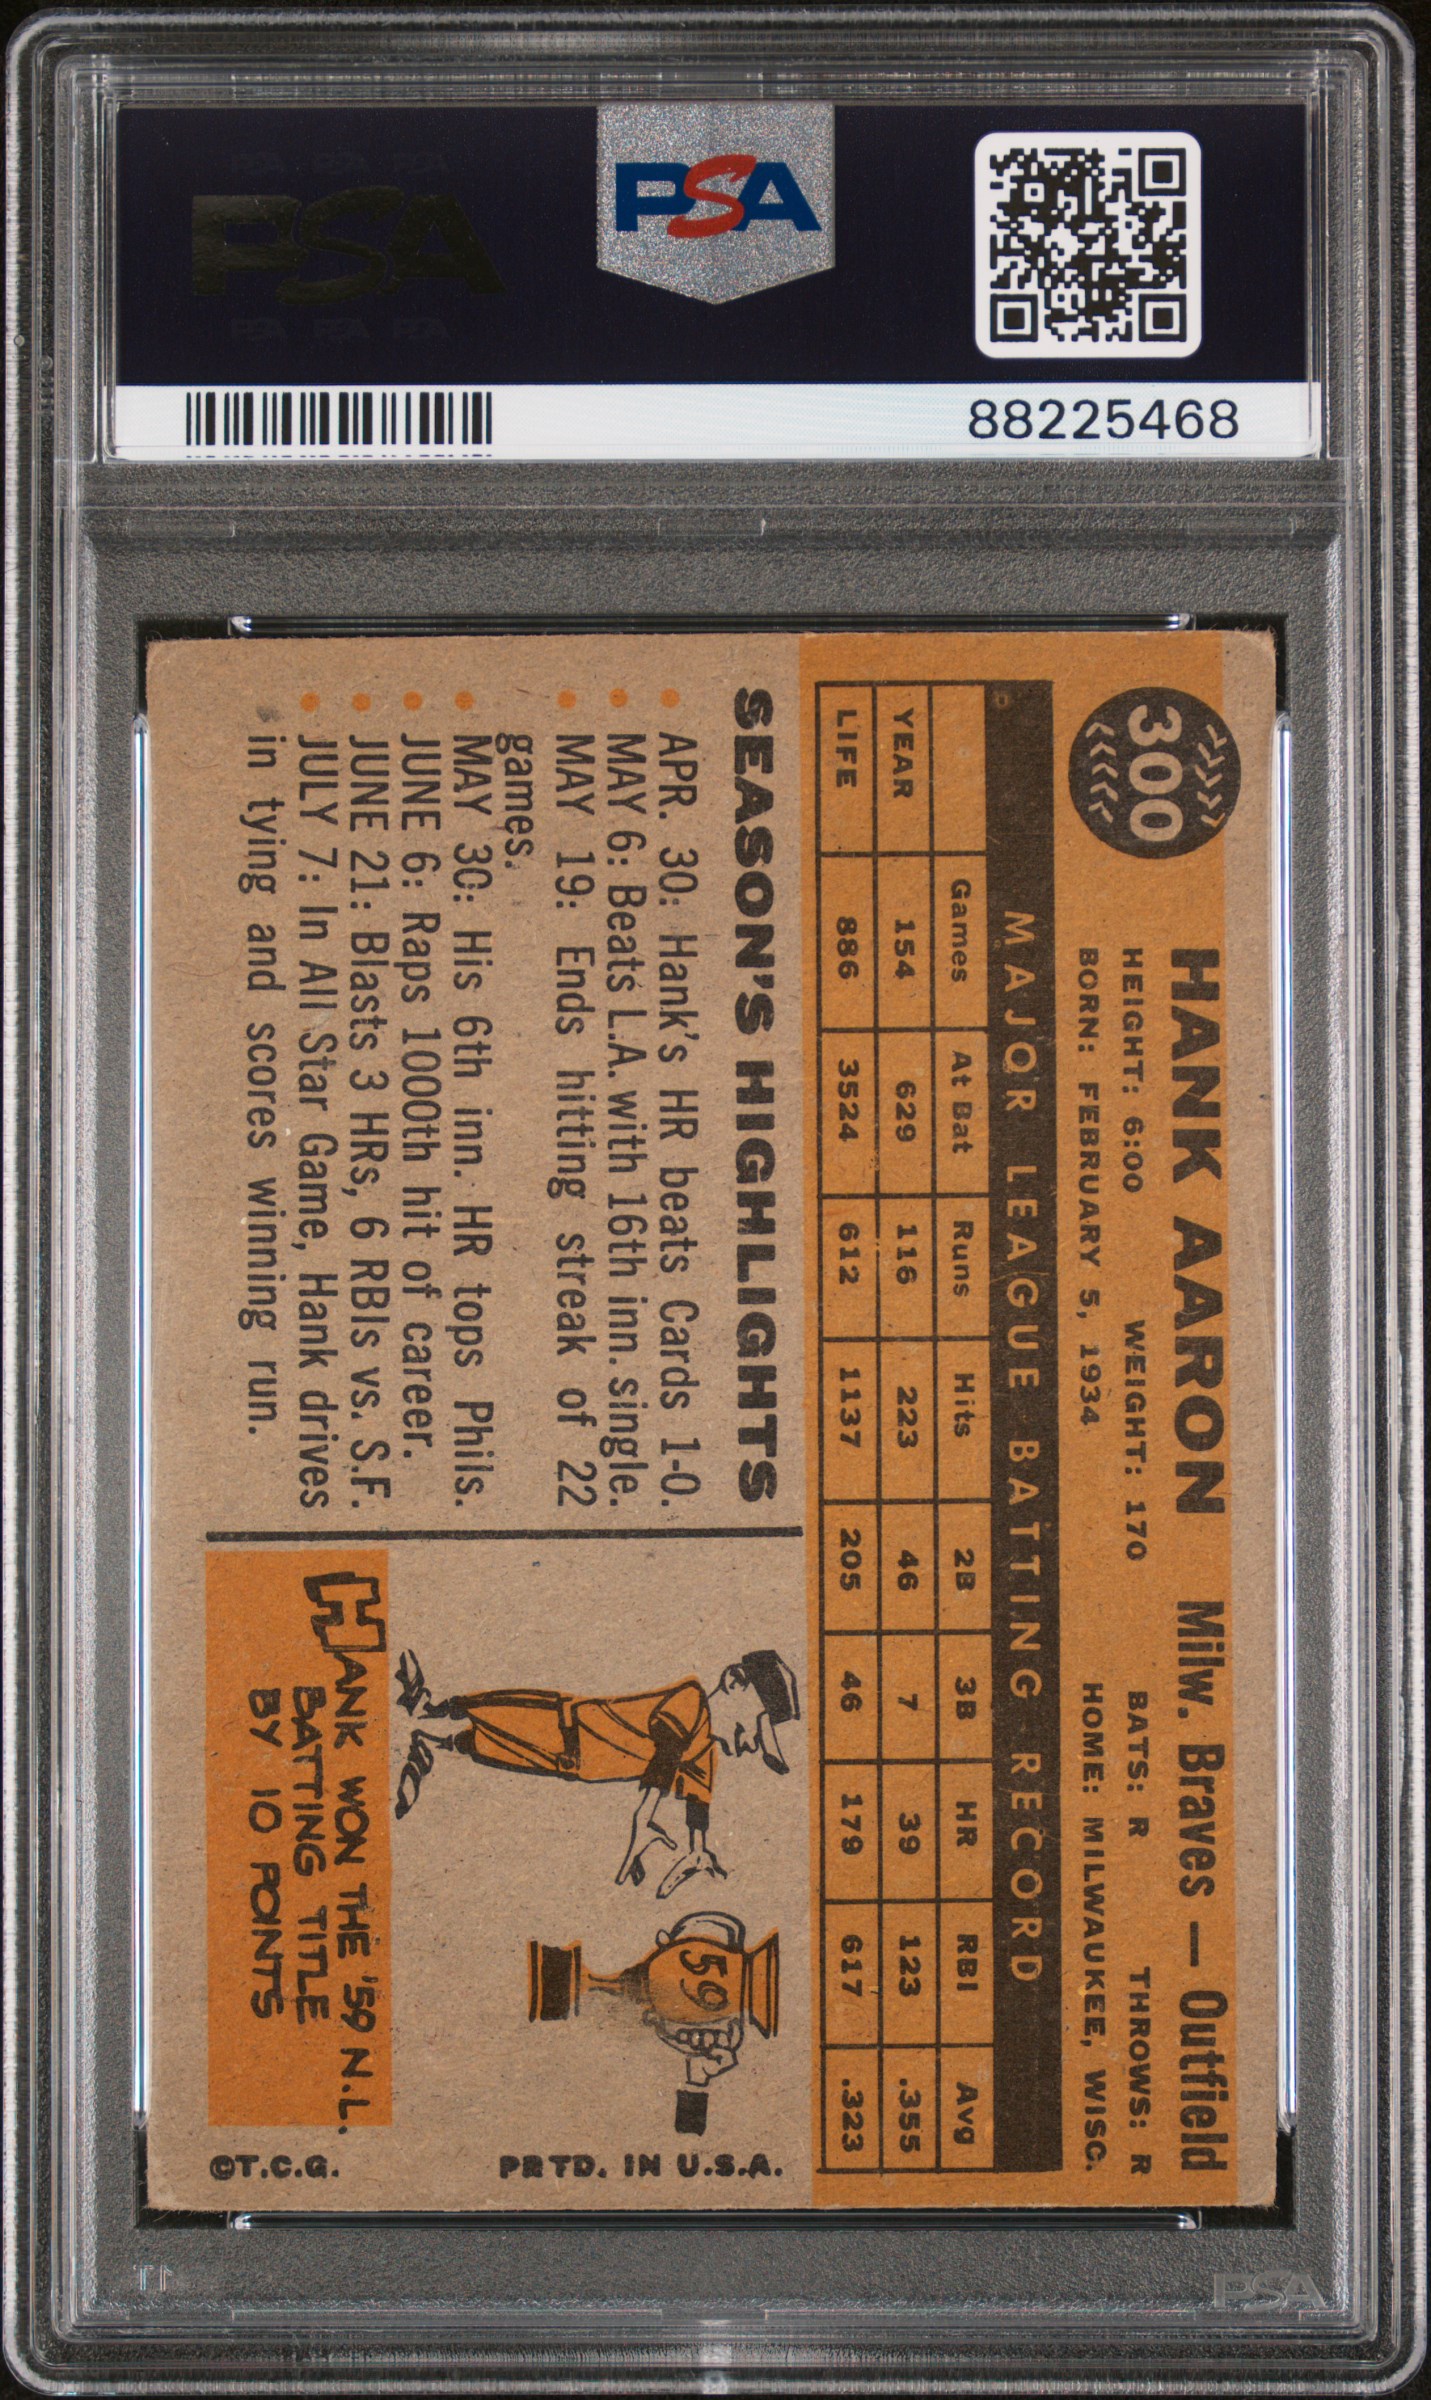 PSA
PSA
88225468
300
HANK AARON Milw. Braves — Outfield
HEIGHT: 6:00 WEIGHT: 170 BATS: R THROWS: R
BORN: FEBRUARY 5, 1934 HOME: MILWAUKEE, WISC.
MAJOR LEAGUE BATTING RECORD
Games At Bat Runs Hits 2B 3B HR RBI Avg
YEAR 154 629 116 223 46 7 39 123 .355
LIFE 886 3524 612 1137 205 46 179 617 .323
SEASON'S HIGHLIGHTS
APR. 30: Hank's HR beats Cards 1-0.
MAY 6: Beats L.A. with 16th inn. single.
MAY 19: Ends hitting streak of 22
games.
MAY 30: His 6th inn. HR tops Phils.
JUNE 6: Raps 1000th hit of career.
JUNE 21: Blasts 3 HRs, 6 RBIs vs. S.F.
JULY 7: In All Star Game, Hank drives
in tying and scores winning run.
59
HANK WON THE '59 N.L.
BATTING TITLE
BY 10 POINTS
PRTD. IN U.S.A.
©T.C.G.
PSA